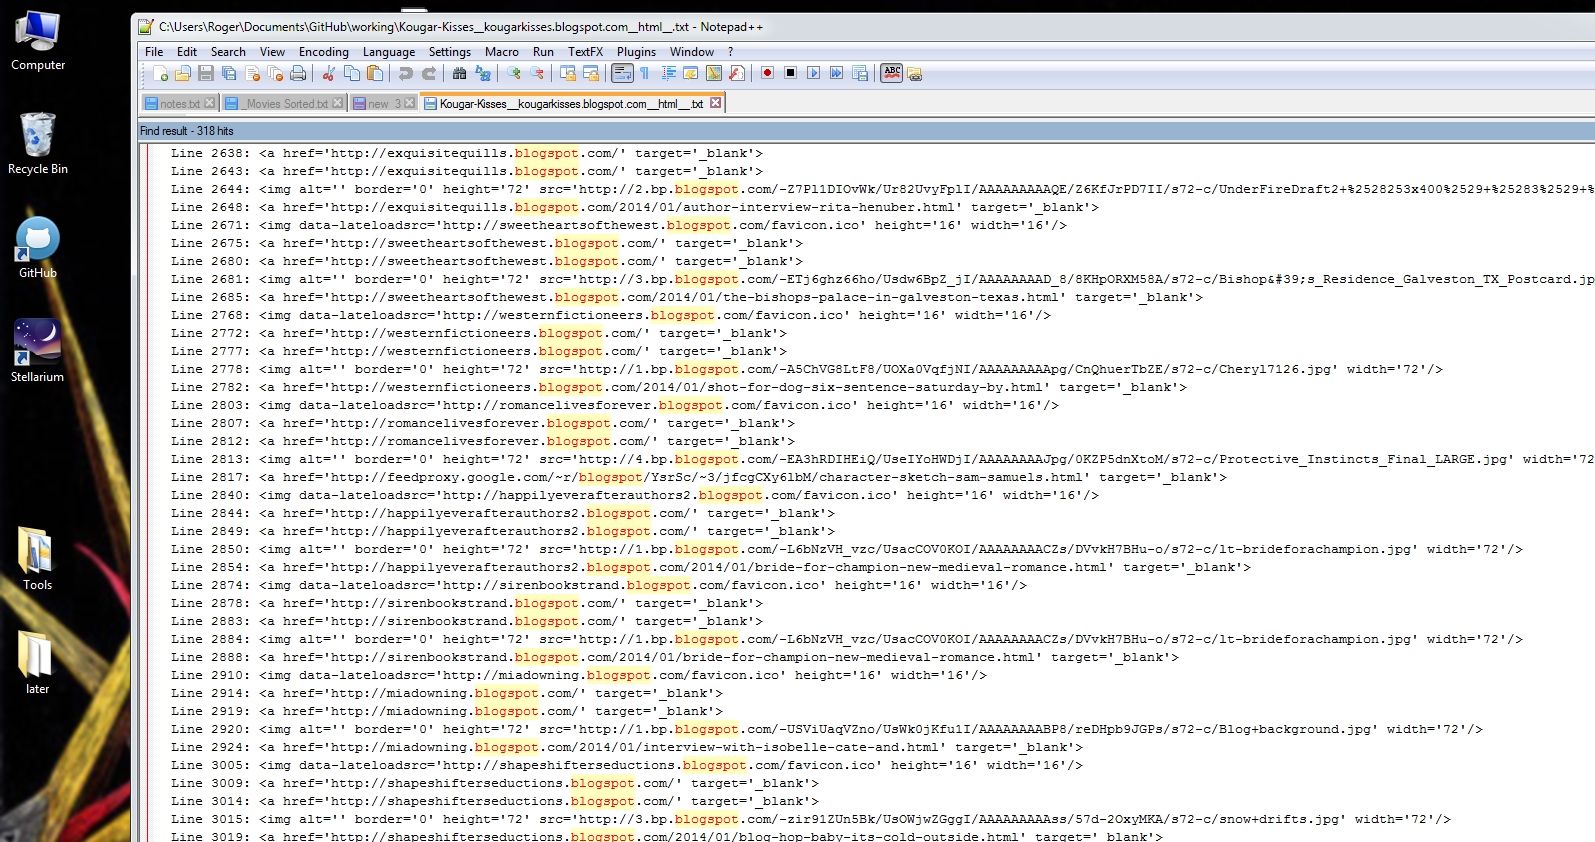 Computer
Recycle Bin
GitHub
Stellarium
Tools
later
C:\Users\Roger\Documents\GitHub\working\Kougar-Kisses__kougarkisses.blogspot.com__html__.txt - Notepad++
File Edit Search View Encoding Language Settings Macro Run TextFX Plugins Window ?
ABC
notes.txt _Movies Sorted.txt new 3 Kougar-Kisses__kougarkisses.blogspot.com__html__.txt
Find result - 318 hits
Line 2638: <a href='http://exquisitequills.blogspot.com/' target='_blank'>
Line 2643: <a href='http://exquisitequills.blogspot.com/' target='_blank'>
Line 2644: <img alt='' border='0' height='72' src='http://2.bp.blogspot.com/-Z7Pl1DIOvWk/Ur82UvyFplI/AAAAAAAAAQE/Z6KfJrPD7II/s72-c/UnderFireDraft2+%2528253x400%2529+%25283%2529+%
Line 2648: <a href='http://exquisitequills.blogspot.com/2014/01/author-interview-rita-henuber.html' target='_blank'>
Line 2671: <img data-lateloadsrc='http://sweetheartsofthewest.blogspot.com/favicon.ico' height='16' width='16'/>
Line 2675: <a href='http://sweetheartsofthewest.blogspot.com/' target='_blank'>
Line 2680: <a href='http://sweetheartsofthewest.blogspot.com/' target='_blank'>
Line 2681: <img alt='' border='0' height='72' src='http://3.bp.blogspot.com/-ETj6ghz66ho/Usdw6BpZ_jI/AAAAAAAAD_8/8KHpORXM58A/s72-c/Bishop&#39;s_Residence_Galveston_TX_Postcard.jp
Line 2685: <a href='http://sweetheartsofthewest.blogspot.com/2014/01/the-bishops-palace-in-galveston-texas.html' target='_blank'>
Line 2768: <img data-lateloadsrc='http://westernfictioneers.blogspot.com/favicon.ico' height='16' width='16'/>
Line 2772: <a href='http://westernfictioneers.blogspot.com/' target='_blank'>
Line 2777: <a href='http://westernfictioneers.blogspot.com/' target='_blank'>
Line 2778: <img alt='' border='0' height='72' src='http://1.bp.blogspot.com/-A5ChVG8LtF8/UOXa0VqfjNI/AAAAAAAAApg/CnQhuerTbZE/s72-c/Cheryl7126.jpg' width='72'/>
Line 2782: <a href='http://westernfictioneers.blogspot.com/2014/01/shot-for-dog-six-sentence-saturday-by.html' target='_blank'>
Line 2803: <img data-lateloadsrc='http://romancelivesforever.blogspot.com/favicon.ico' height='16' width='16'/>
Line 2807: <a href='http://romancelivesforever.blogspot.com/' target='_blank'>
Line 2812: <a href='http://romancelivesforever.blogspot.com/' target='_blank'>
Line 2813: <img alt='' border='0' height='72' src='http://4.bp.blogspot.com/-EA3hRDIHEiQ/UseIYoHWDjI/AAAAAAAAJpg/0KZP5dnXtoM/s72-c/Protective_Instincts_Final_LARGE.jpg' width='72
Line 2817: <a href='http://feedproxy.google.com/~r/blogspot/YsrSc/~3/jfcgCXy6lbM/character-sketch-sam-samuels.html' target='_blank'>
Line 2840: <img data-lateloadsrc='http://happilyeverafterauthors2.blogspot.com/favicon.ico' height='16' width='16'/>
Line 2844: <a href='http://happilyeverafterauthors2.blogspot.com/' target='_blank'>
Line 2849: <a href='http://happilyeverafterauthors2.blogspot.com/' target='_blank'>
Line 2850: <img alt='' border='0' height='72' src='http://1.bp.blogspot.com/-L6bNzVH_vzc/UsacCOV0KOI/AAAAAAAACZs/DVvkH7BHu-o/s72-c/lt-brideforachampion.jpg' width='72'/>
Line 2854: <a href='http://happilyeverafterauthors2.blogspot.com/2014/01/bride-for-champion-new-medieval-romance.html' target='_blank'>
Line 2874: <img data-lateloadsrc='http://sirenbookstrand.blogspot.com/favicon.ico' height='16' width='16'/>
Line 2878: <a href='http://sirenbookstrand.blogspot.com/' target='_blank'>
Line 2883: <a href='http://sirenbookstrand.blogspot.com/' target='_blank'>
Line 2884: <img alt='' border='0' height='72' src='http://1.bp.blogspot.com/-L6bNzVH_vzc/UsacCOV0KOI/AAAAAAAACZs/DVvkH7BHu-o/s72-c/lt-brideforachampion.jpg' width='72'/>
Line 2888: <a href='http://sirenbookstrand.blogspot.com/2014/01/bride-for-champion-new-medieval-romance.html' target='_blank'>
Line 2910: <img data-lateloadsrc='http://miadowning.blogspot.com/favicon.ico' height='16' width='16'/>
Line 2914: <a href='http://miadowning.blogspot.com/' target='_blank'>
Line 2919: <a href='http://miadowning.blogspot.com/' target='_blank'>
Line 2920: <img alt='' border='0' height='72' src='http://1.bp.blogspot.com/-USViUaqVZno/UsWk0jKfu1I/AAAAAAAABP8/reDHpb9JGPs/s72-c/Blog+background.jpg' width='72'/>
Line 2924: <a href='http://miadowning.blogspot.com/2014/01/interview-with-isobelle-cate-and.html' target='_blank'>
Line 3005: <img data-lateloadsrc='http://shapeshifterseductions.blogspot.com/favicon.ico' height='16' width='16'/>
Line 3009: <a href='http://shapeshifterseductions.blogspot.com/' target='_blank'>
Line 3014: <a href='http://shapeshifterseductions.blogspot.com/' target='_blank'>
Line 3015: <img alt='' border='0' height='72' src='http://3.bp.blogspot.com/-zir91ZUn5Bk/UsOWjwZGggI/AAAAAAAAAss/57d-2OxyMKA/s72-c/snow+drifts.jpg' width='72'/>
Line 3019: <a href='http://shapeshifterseductions.blogspot.com/2014/01/blog-hop-baby-its-cold-outside.html' target='_blank'>